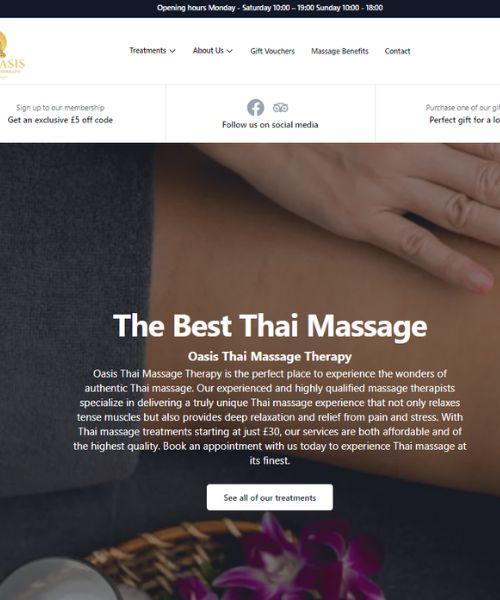 Opening hours Monday - Saturday 10:00 – 19:00 Sunday 10:00 - 18:00
Treatments
About Us
Gift Vouchers
Massage Benefits
Contact
Sign up to our membership
Get an exclusive £5 off code
Follow us on social media
Purchase one of our
Perfect gift for a
The Best Thai Massage
Oasis Thai Massage Therapy
Oasis Thai Massage Therapy is the perfect place to experience the wonders of
authentic Thai massage. Our experienced and highly qualified massage therapists
specialize in delivering a truly unique Thai massage experience that not only relaxes
tense muscles but also provides deep relaxation and relief from pain and stress. With
Thai massage treatments starting at just £30, our services are both affordable and of
the highest quality. Book an appointment with us today to experience Thai massage at
its finest.
See all of our treatments